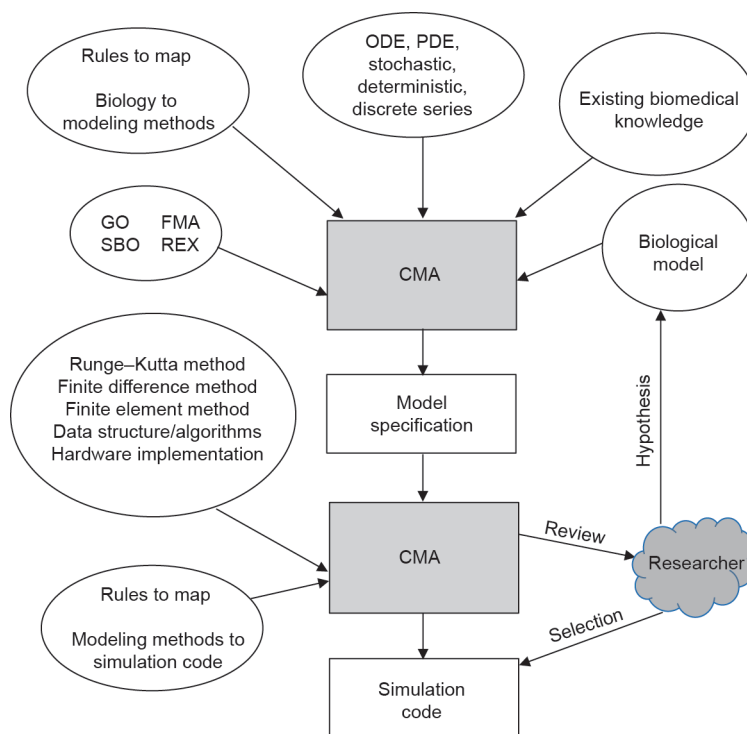 Rules to map
Biology to
modeling methods
ODE, PDE,
stochastic,
deterministic,
discrete series
Existing biomedical
knowledge
GO FMA
SBO REX
CMA
Biological
model
Runge–Kutta method
Finite difference method
Finite element method
Data structure/algorithms
Hardware implementation
Model
specification
Hypothesis
CMA
Review
Researcher
Rules to map
Modeling methods to
simulation code
Selection
Simulation
code